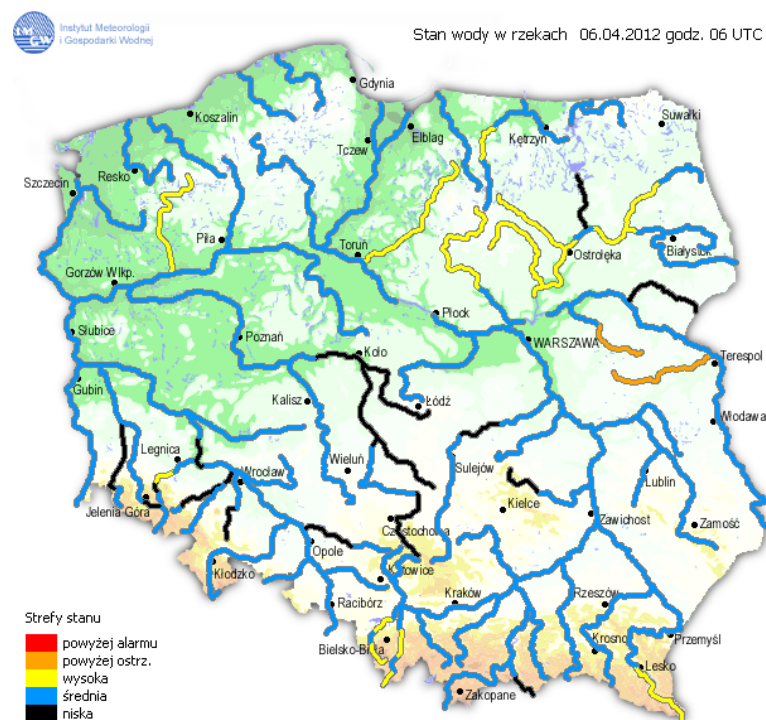 IMGW
Instytut Meteorologii
i Gospodarki Wodnej
Stan wody w rzekach 06.04.2012 godz. 06 UTC
Gdynia
Koszalin
Suwałki
Elbląg
Kętrzyn
Tczew
Resko
Szczecin
Piła
Toruń
Ostrołęka
Białystok
Gorzów Wlkp.
Płock
Słubice
Poznań
WARSZAWA
Koło
Terespol
Gubin
Kalisz
Łódź
Włodawa
Legnica
Wrocław
Wieluń
Sulejów
Lublin
Jelenia Góra
Kielce
Częstochowa
Zawichost
Zamość
Opole
Kłodzko
Katowice
Racibórz
Kraków
Rzeszów
Bielsko-Biała
Krosno
Przemyśl
Lesko
Zakopane
Strefy stanu
powyżej alarmu
powyżej ostrz.
wysoka
średnia
niska